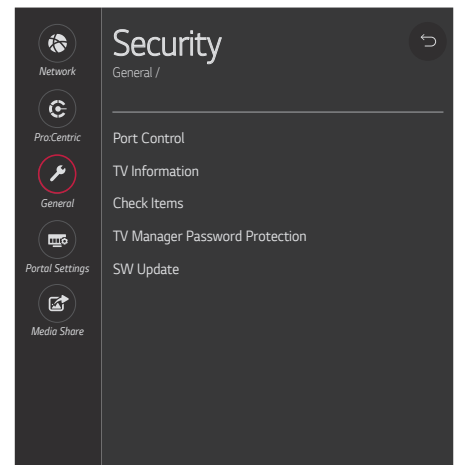 Security
General /
Network
Pro:Centric
General
Portal Settings
Media Share
Port Control
TV Information
Check Items
TV Manager Password Protection
SW Update